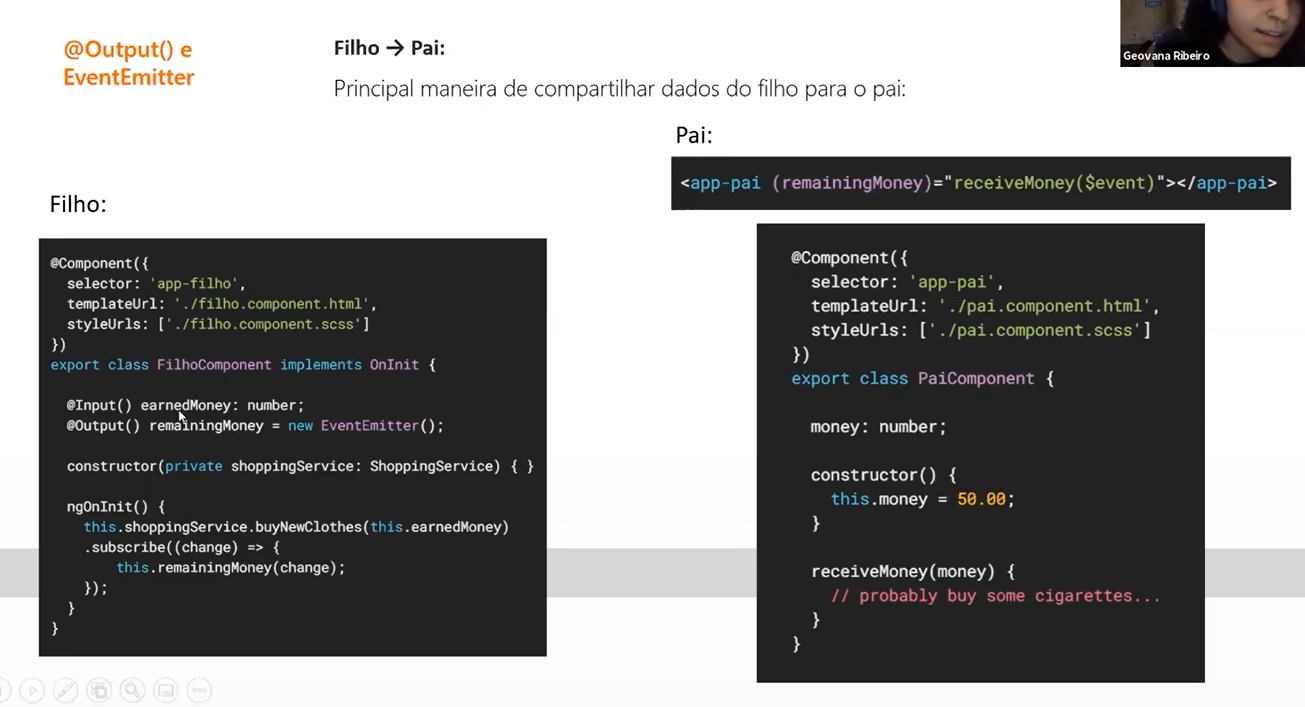 @Output() e
EventEmitter
Filho → Pai:
Principal maneira de compartilhar dados do filho para o pai:
Geovana Ribeiro
Pai:
<app-pai (remainingMoney)="receiveMoney($event)"></app-pai>
Filho:
@Component({
  selector: 'app-filho',
  templateUrl: './filho.component.html',
  styleUrls: ['./filho.component.scss']
})
export class FilhoComponent implements OnInit {
  @Input() earnedMoney: number;
  @Output() remainingMoney = new EventEmitter();
  constructor(private shoppingService: ShoppingService) { }
  ngOnInit() {
    this.shoppingService.buyNewClothes(this.earnedMoney)
    .subscribe((change) => {
        this.remainingMoney(change);
    });
  }
}
@Component({
  selector: 'app-pai',
  templateUrl: './pai.component.html',
  styleUrls: ['./pai.component.scss']
})
export class PaiComponent {
  money: number;
  constructor() {
    this.money = 50.00;
  }
  receiveMoney(money) {
    // probably buy some cigarettes...
  }
}